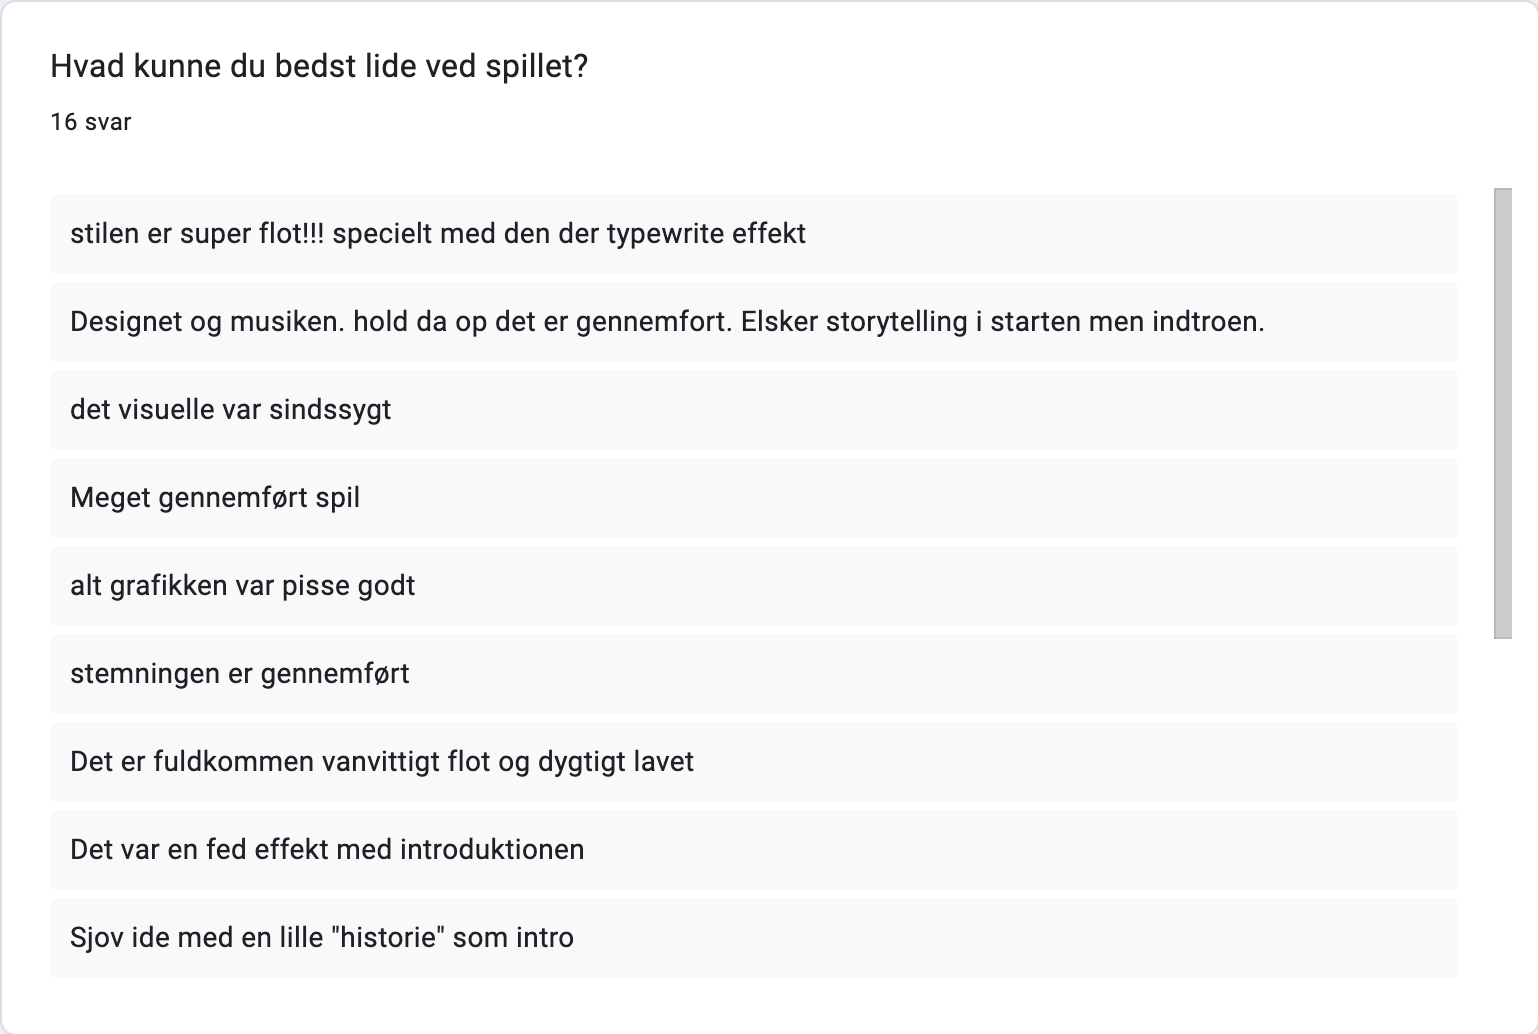 Hvad kunne du bedst lide ved spillet?
16 svar
stilen er super flot!!! specielt med den der typewrite effekt
Designet og musiken. hold da op det er gennemfort. Elsker storytelling i starten men indtroen.
det visuelle var sindssygt
Meget gennemført spil
alt grafikken var pisse godt
stemningen er gennemført
Det er fuldkommen vanvittigt flot og dygtigt lavet
Det var en fed effekt med introduktionen
Sjov ide med en lille "historie" som intro